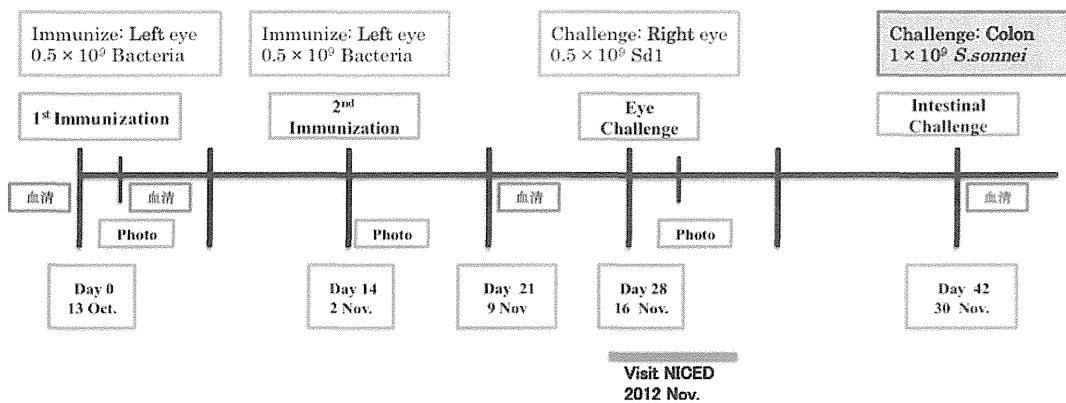 Immunize: Left eye
0.5 × 10⁹ Bacteria
Immunize: Left eye
0.5 × 10⁹ Bacteria
Challenge: Right eye
0.5 × 10⁹ Sd1
Challenge: Colon
1 × 10⁹ S.sonnei
1st Immunization
2nd
Immunization
Eye
Challenge
Intestinal
Challenge
血清
血清
血清
血清
Photo
Photo
Photo
Day 0
13 Oct.
Day 14
2 Nov.
Day 21
9 Nov
Day 28
16 Nov.
Day 42
30 Nov.
Visit NICED
2012 Nov.